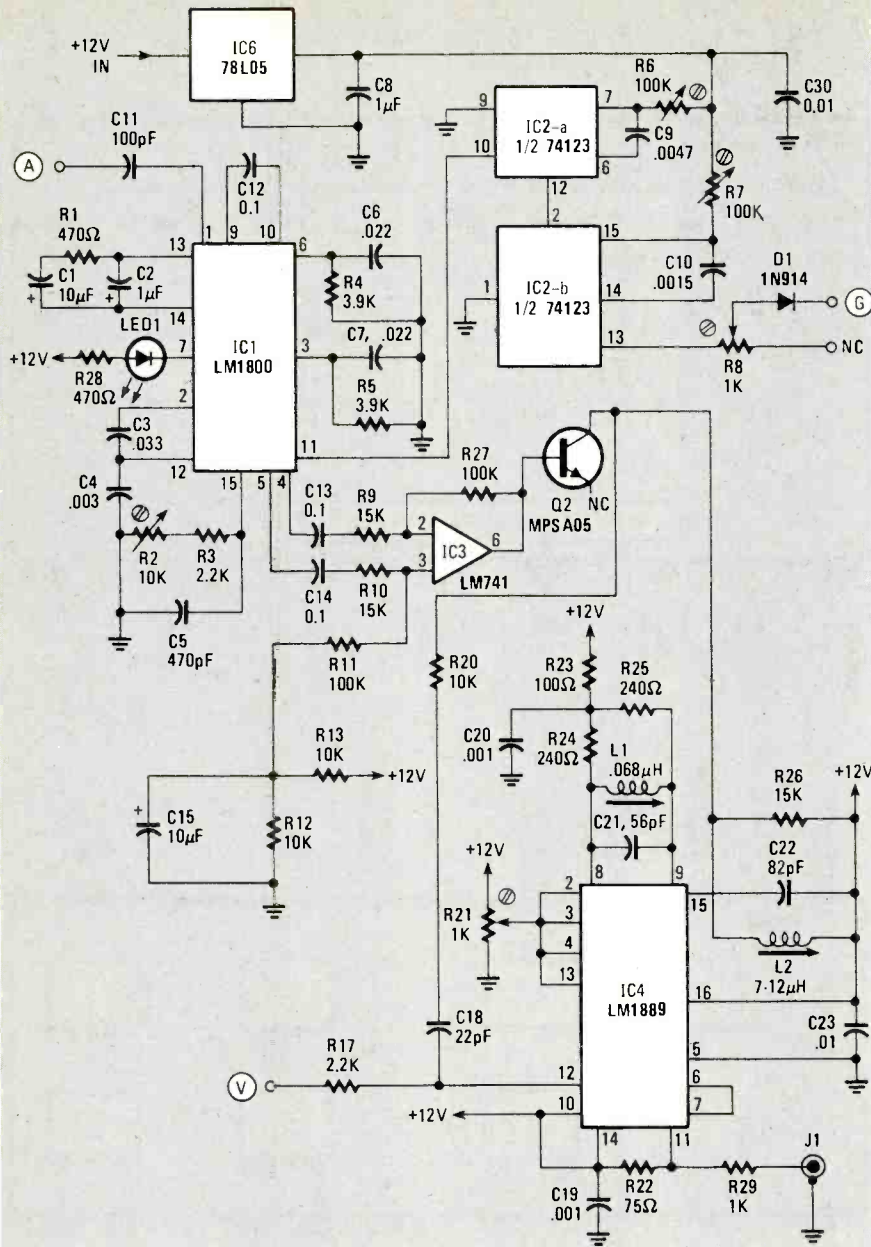 +12V
IN
IC6
78L05
C8
1µF
C30
0.01
R6
100K
9
7
IC2-a
1/2 74123
10
6
12
C9
.0047
R7
100K
C11
100pF
A
C12
0.1
R1
470Ω
C1
10µF
+
C2
1µF
+
13
1
9
10
6
C6
.022
R4
3.9K
14
LED1
+12V
R28
470Ω
7
IC1
LM1800
3
C7, .022
R5
3.9K
2
C3
.033
12
11
C4
.003
15
5
4
R2
10K
R3
2.2K
C5
470pF
2
15
IC2-b
1/2 74123
1
14
13
C10
.0015
D1
1N914
G
R8
1K
NC
C13
0.1
R9
15K
R27
100K
2
IC3
6
3
LM741
Q2
MPSA05
NC
C14
0.1
R10
15K
R11
100K
R20
10K
R13
10K
+12V
C15
10µF
+
R12
10K
+12V
R23
100Ω
R25
240Ω
C20
.001
R24
240Ω
L1
.068µH
C21, 56pF
R26
15K
+12V
C22
82pF
+12V
R21
1K
8
9
2
3
4
13
15
IC4
LM1889
L2
7-12µH
16
C23
.01
5
C18
22pF
V
R17
2.2K
12
10
6
7
+12V
14
11
C19
.001
R22
75Ω
R29
1K
J1